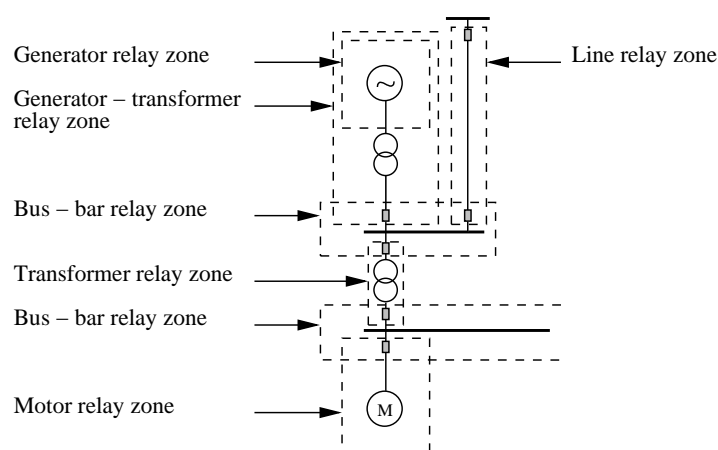 Generator relay zone
Line relay zone
Generator – transformer
relay zone
~
Bus – bar relay zone
Transformer relay zone
Bus – bar relay zone
Motor relay zone
M